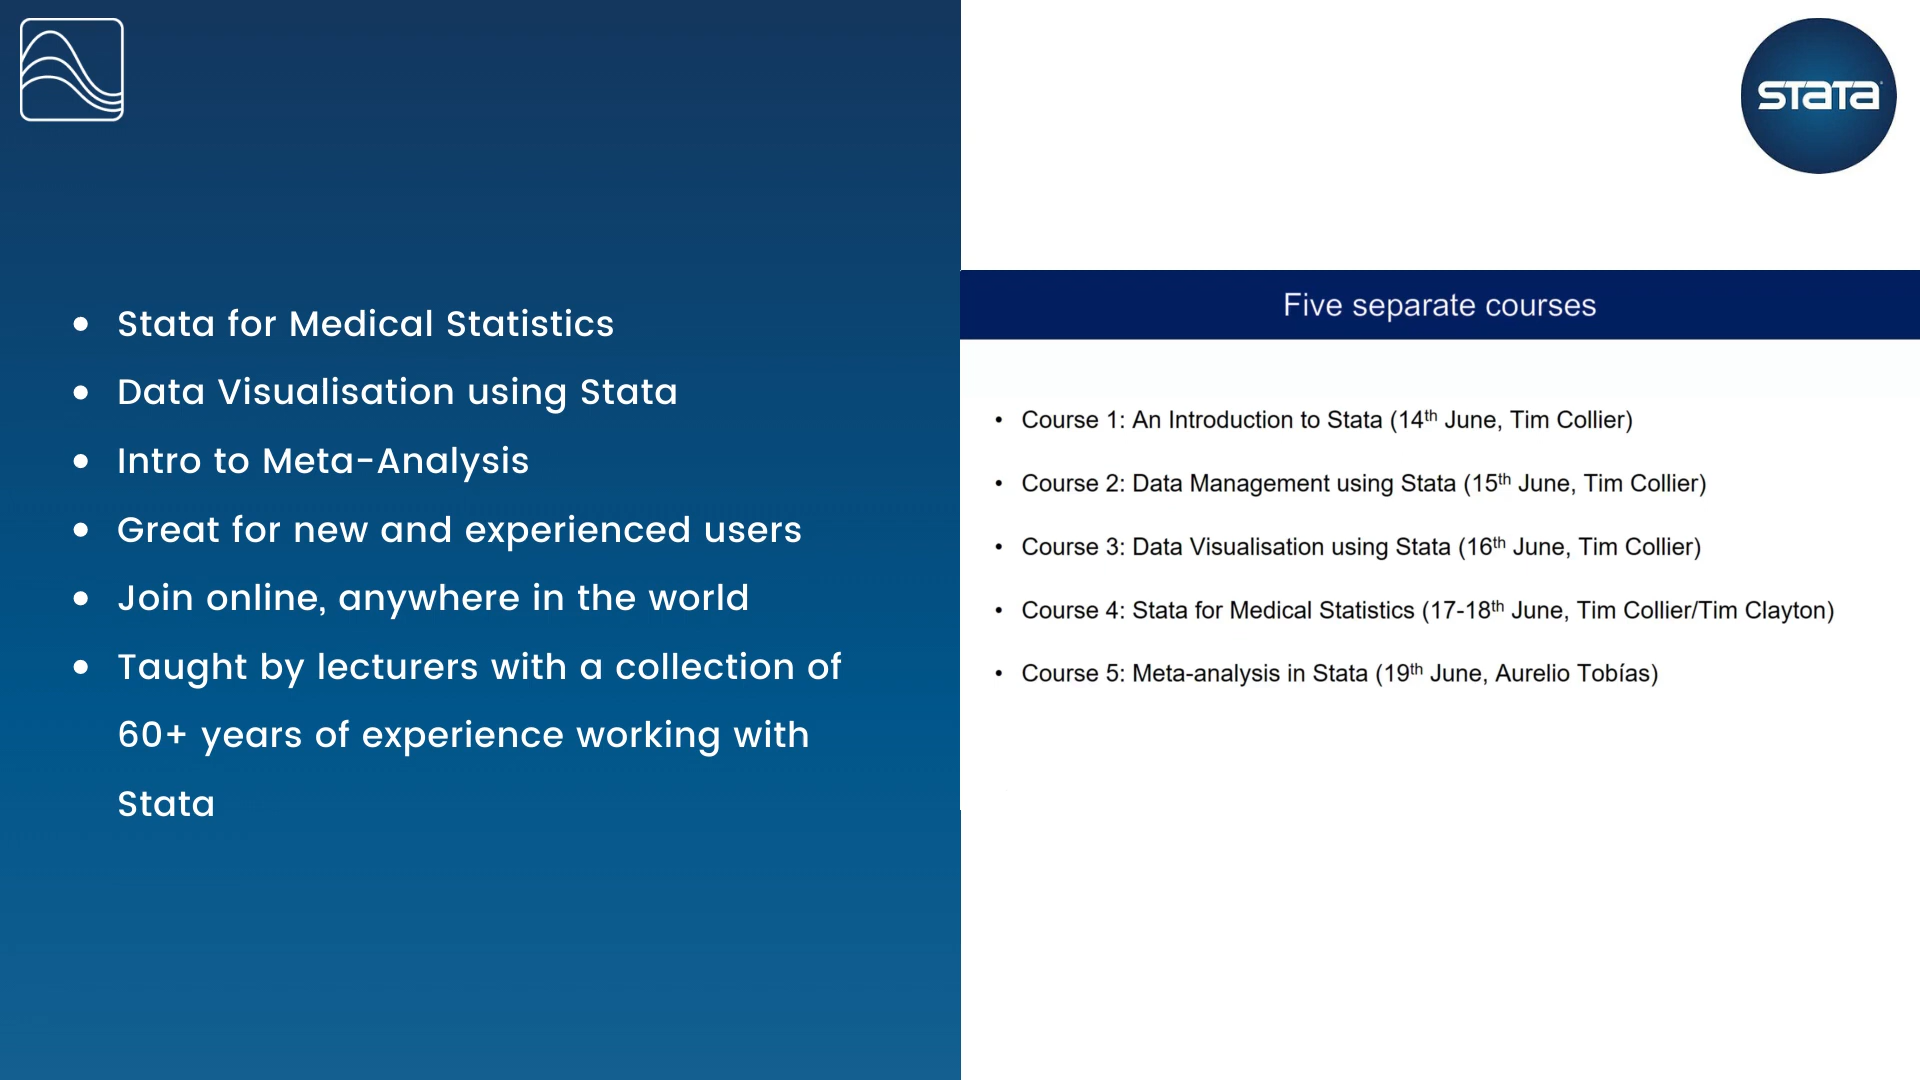 • Stata for Medical Statistics
• Data Visualisation using Stata
• Intro to Meta-Analysis
• Great for new and experienced users
• Join online, anywhere in the world
• Taught by lecturers with a collection of
60+ years of experience working with
Stata
stata
Five separate courses
• Course 1: An Introduction to Stata (14th June, Tim Collier)
• Course 2: Data Management using Stata (15th June, Tim Collier)
• Course 3: Data Visualisation using Stata (16th June, Tim Collier)
• Course 4: Stata for Medical Statistics (17-18th June, Tim Collier/Tim Clayton)
• Course 5: Meta-analysis in Stata (19th June, Aurelio Tobías)